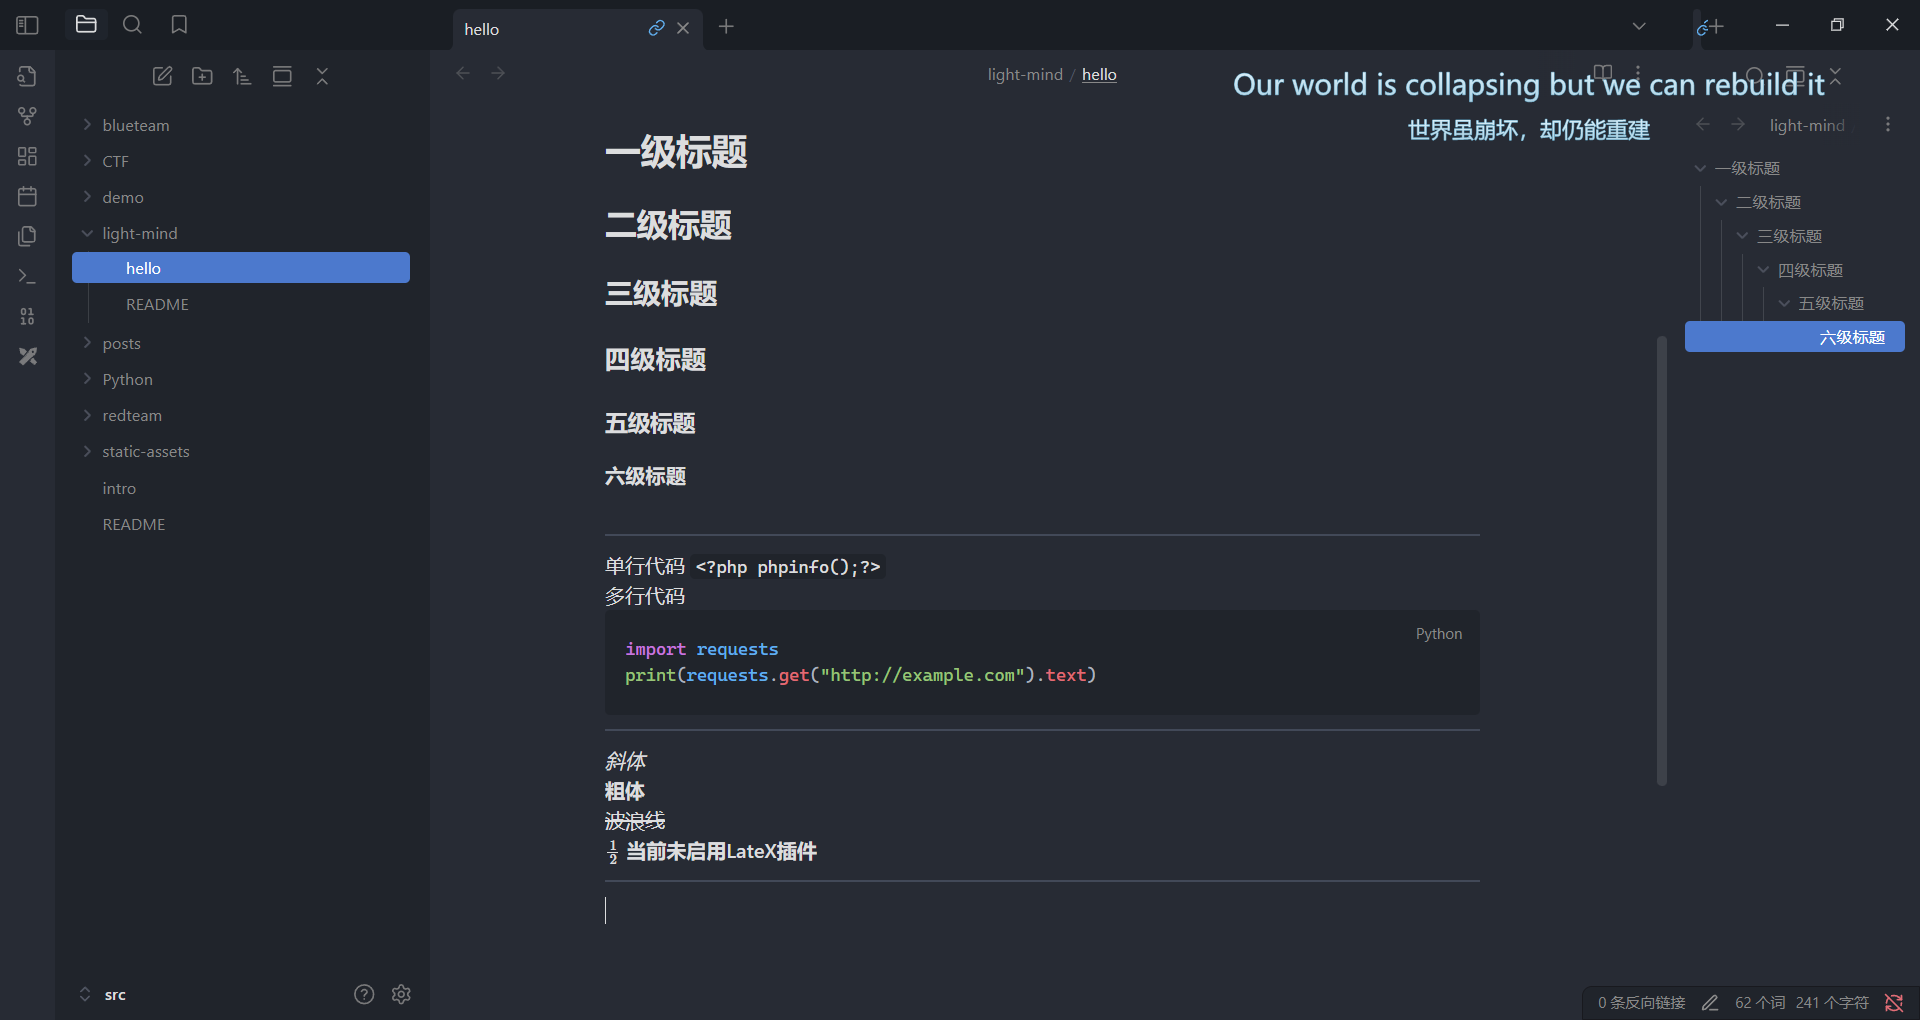 hello
light-mind / hello
Our world is collapsing but we can rebuild it
世界虽崩坏，却仍能重建
blueteam
CTF
demo
light-mind
hello
README
posts
Python
redteam
static-assets
intro
README
src
一级标题
二级标题
三级标题
四级标题
五级标题
六级标题
单行代码 <?php phpinfo();?>
多行代码
Python
import requests
print(requests.get("http://example.com").text)
斜体
粗体
波浪线
1/2 当前未启用LateX插件
light-mind
一级标题
二级标题
三级标题
四级标题
五级标题
六级标题
0 条反向链接 62 个词 241 个字符